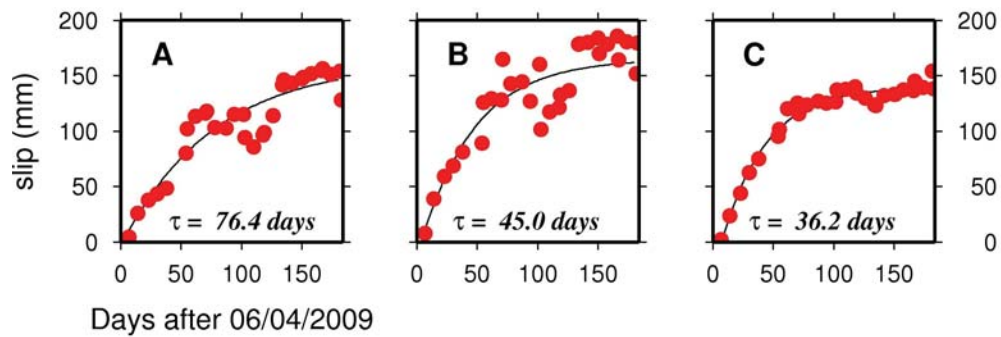 200
150
100
50
0
slip (mm)
A
τ = 76.4 days
0 50 100 150
B
τ = 45.0 days
0 50 100 150
C
τ = 36.2 days
0 50 100 150
200
150
100
50
0
Days after 06/04/2009